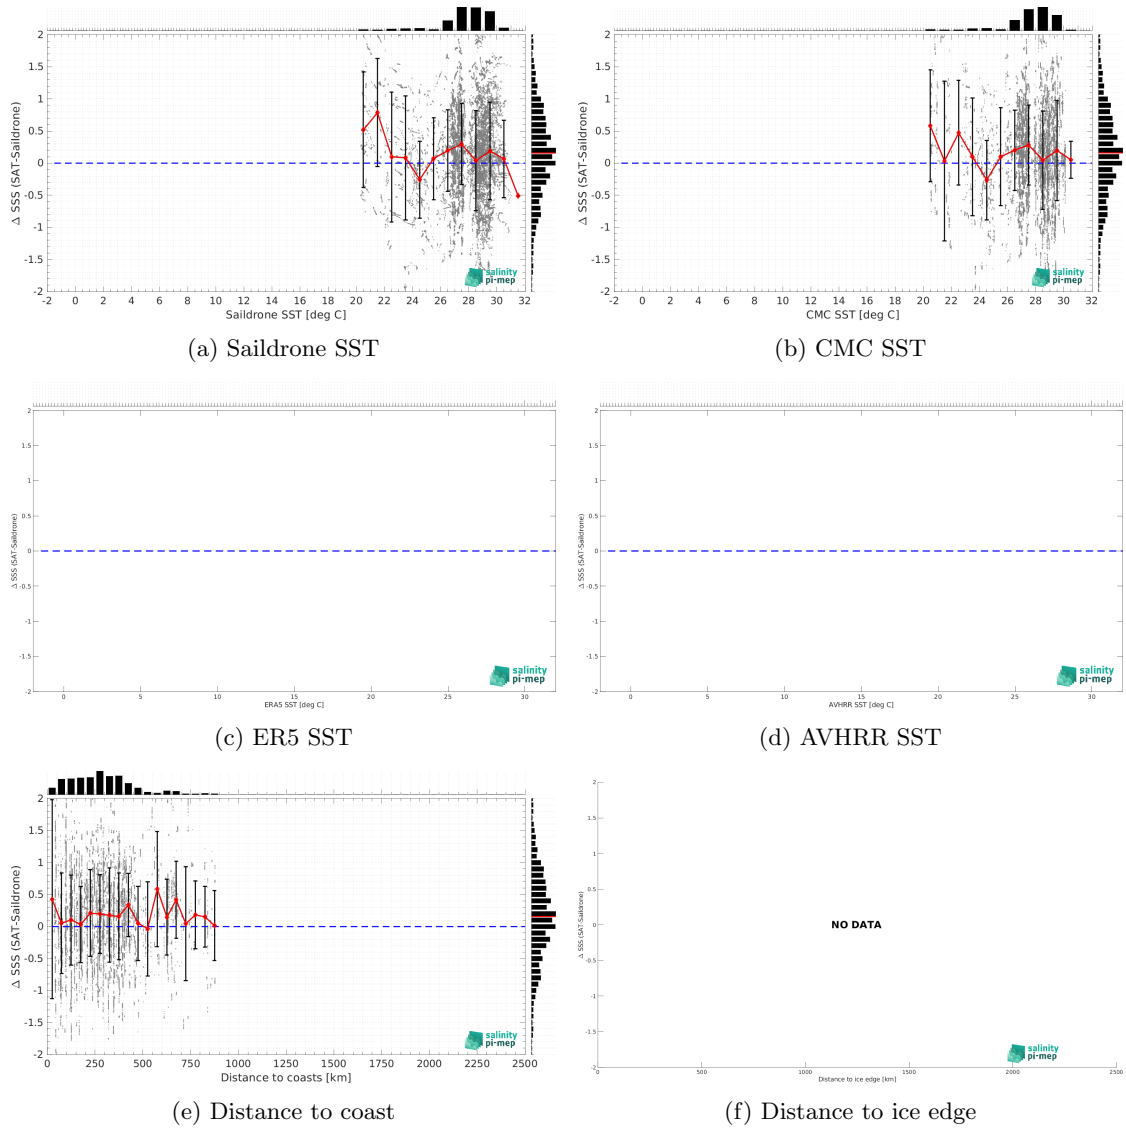 2
1.5
1
0.5
0
-0.5
-1
-1.5
-2
Δ SSS (SAT-Saildrone)
-2 0 2 4 6 8 10 12 14 16 18 20 22 24 26 28 30 32
Saildrone SST [deg C]
salinity
pi-mep
(a) Saildrone SST
2
1.5
1
0.5
0
-0.5
-1
-1.5
-2
Δ SSS (SAT-Saildrone)
-2 0 2 4 6 8 10 12 14 16 18 20 22 24 26 28 30 32
CMC SST [deg C]
salinity
pi-mep
(b) CMC SST
2
1.5
1
0.5
0
-0.5
-1
-1.5
-2
Δ SSS (SAT-Saildrone)
0 5 10 15 20 25 30
ERA5 SST [deg C]
salinity
pi-mep
(c) ER5 SST
2
1.5
1
0.5
0
-0.5
-1
-1.5
-2
Δ SSS (SAT-Saildrone)
0 5 10 15 20 25 30
AVHRR SST [deg C]
salinity
pi-mep
(d) AVHRR SST
2
1.5
1
0.5
0
-0.5
-1
-1.5
-2
Δ SSS (SAT-Saildrone)
0 250 500 750 1000 1250 1500 1750 2000 2250 2500
Distance to coasts [km]
salinity
pi-mep
(e) Distance to coast
2
1.5
1
0.5
0
-0.5
-1
-1.5
-2
Δ SSS (SAT-Saildrone)
NO DATA
0 500 1000 1500 2000 2500
Distance to ice edge [km]
salinity
pi-mep
(f) Distance to ice edge